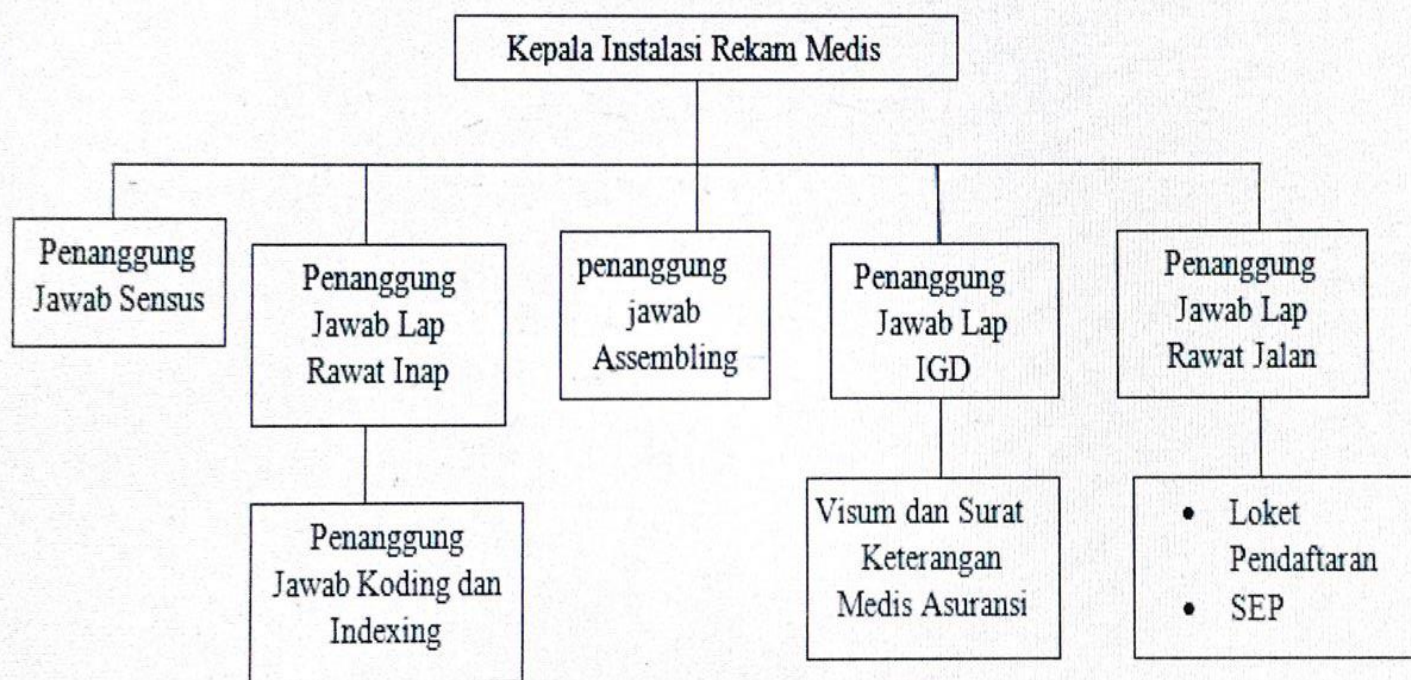 Kepala Instalasi Rekam Medis
Penanggung
Jawab Sensus
Penanggung
Jawab Lap
Rawat Inap
penanggung
jawab
Assembling
Penanggung
Jawab Lap
IGD
Penanggung
Jawab Lap
Rawat Jalan
Penanggung
Jawab Koding dan
Indexing
Visum dan Surat
Keterangan
Medis Asuransi
• Loket
Pendaftaran
• SEP